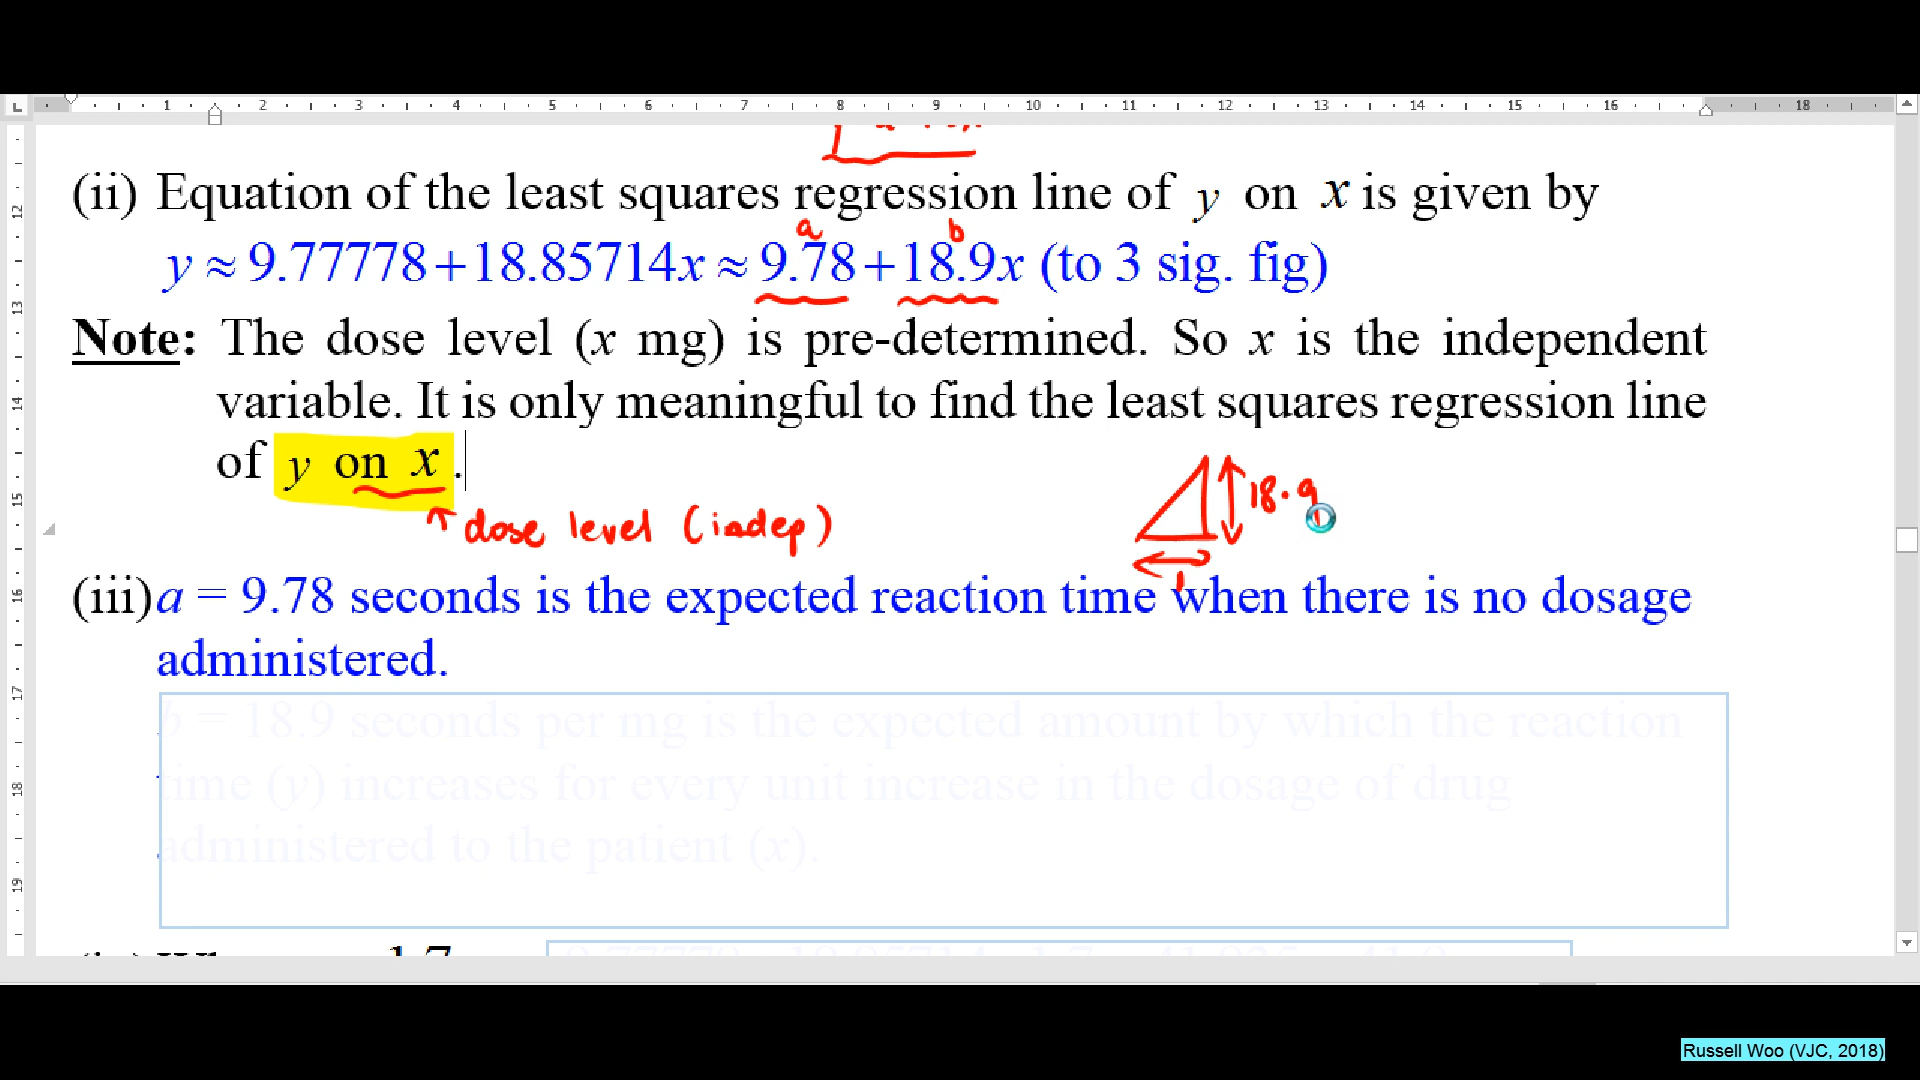 (ii) Equation of the least squares regression line of y on x is given by
a b
y ≈ 9.77778+18.85714x ≈ 9.78+18.9x (to 3 sig. fig)
Note: The dose level (x mg) is pre-determined. So x is the independent
variable. It is only meaningful to find the least squares regression line
of y on x.
18.9
↑ dose level (indep)
1
(iii) a = 9.78 seconds is the expected reaction time when there is no dosage
administered.
b = 18.9 seconds per mg is the expected amount by which the reaction
time (y) increases for every unit increase in the dosage of drug
administered to the patient (x).
Russell Woo (VJC, 2018)